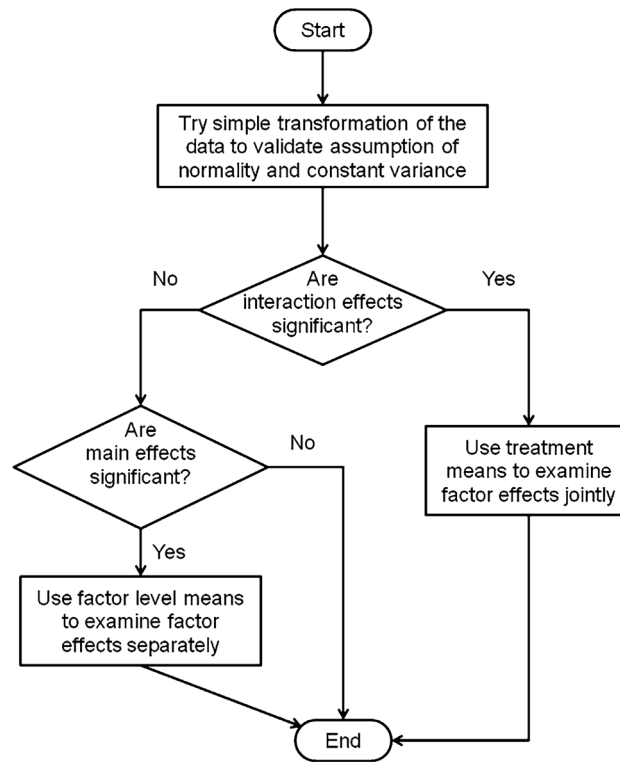 Start
Try simple transformation of the
data to validate assumption of
normality and constant variance
No
Are
interaction effects
significant?
Yes
Are
main effects
significant?
No
Use treatment
means to examine
factor effects jointly
Yes
Use factor level means
to examine factor
effects separately
End